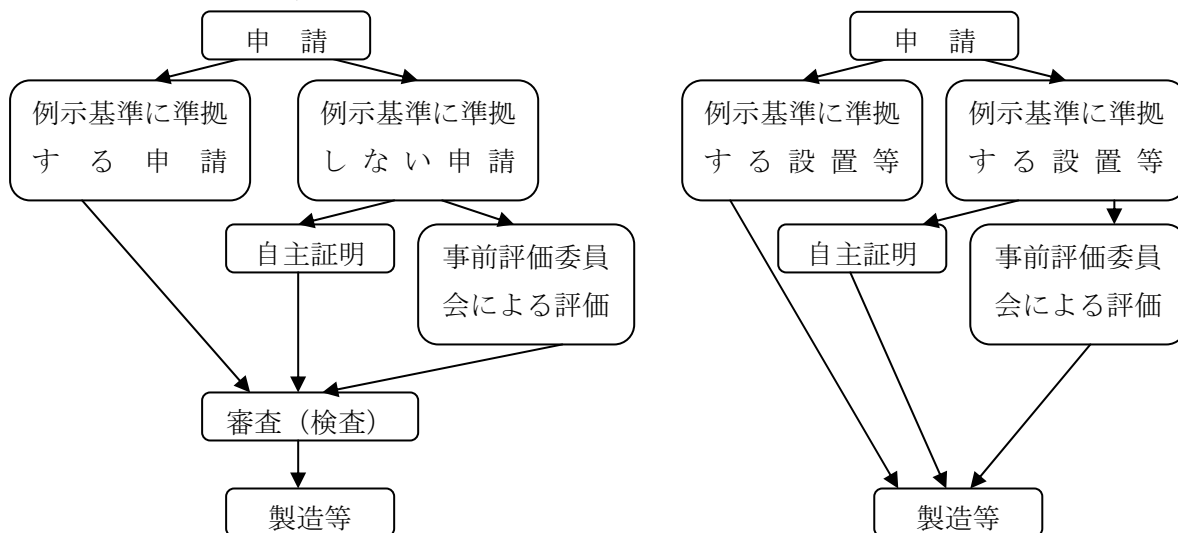 申 請
例示基準に準拠
する申請
例示基準に準拠
しない申請
自主証明
事前評価委員
会による評価
審査（検査）
製造等
申 請
例示基準に準拠
する設置等
例示基準に準拠
する設置等
自主証明
事前評価委員
会による評価
製造等